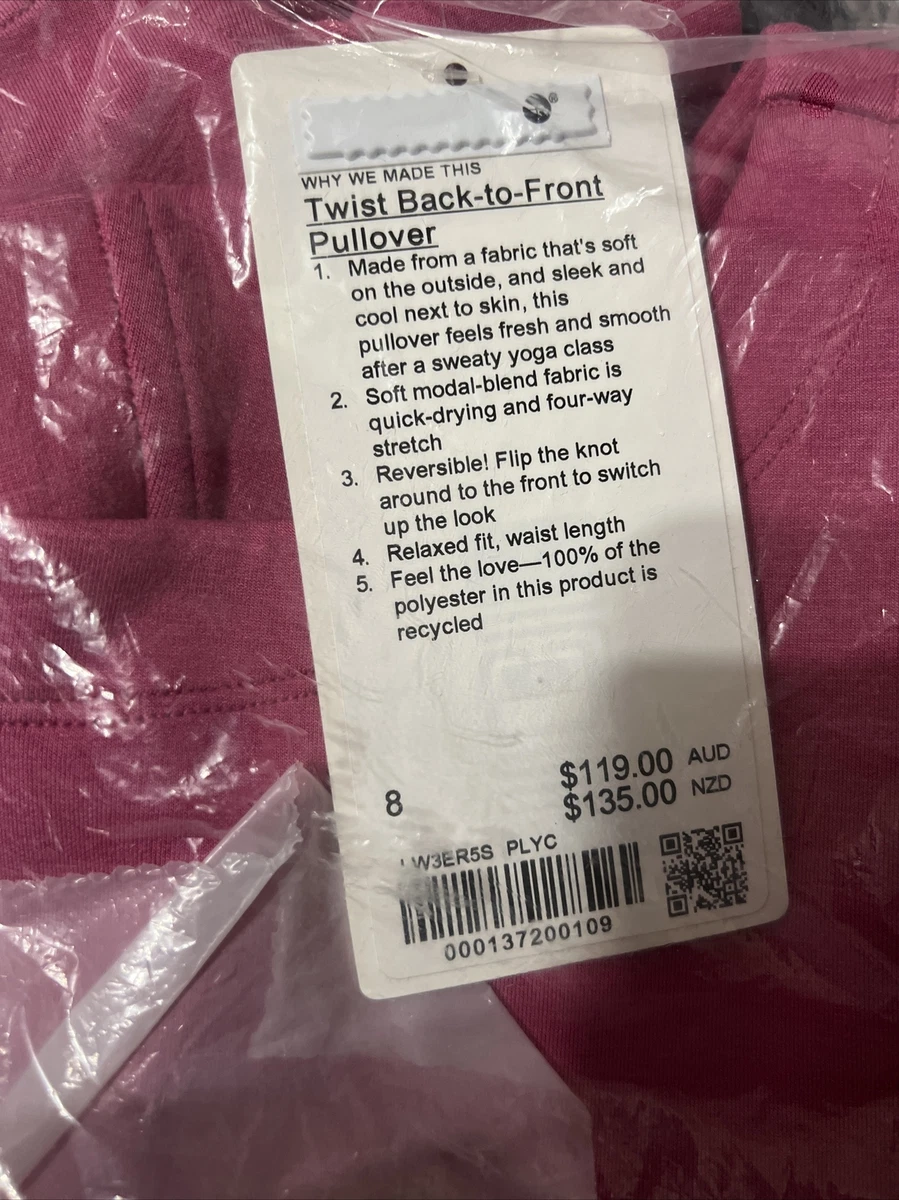 ®
WHY WE MADE THIS
Twist Back-to-Front
Pullover
1. Made from a fabric that's soft
on the outside, and sleek and
cool next to skin, this
pullover feels fresh and smooth
after a sweaty yoga class
2. Soft modal-blend fabric is
quick-drying and four-way
stretch
3. Reversible! Flip the knot
around to the front to switch
up the look
4. Relaxed fit, waist length
5. Feel the love—100% of the
polyester in this product is
recycled
$119.00 AUD
8 $135.00 NZD
W3ER5S PLYC
000137200109